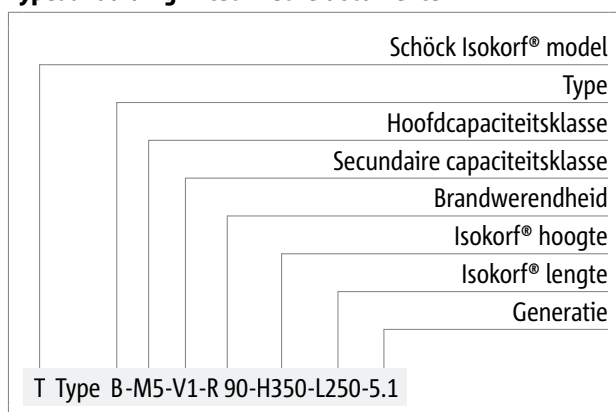 Schöck Isokorf® model
Type
Hoofdcapaciteitsklasse
Secundaire capaciteitsklasse
Brandwerendheid
Isokorf® hoogte
Isokorf® lengte
Generatie
T Type B-M5-V1-R 90-H350-L250-5.1